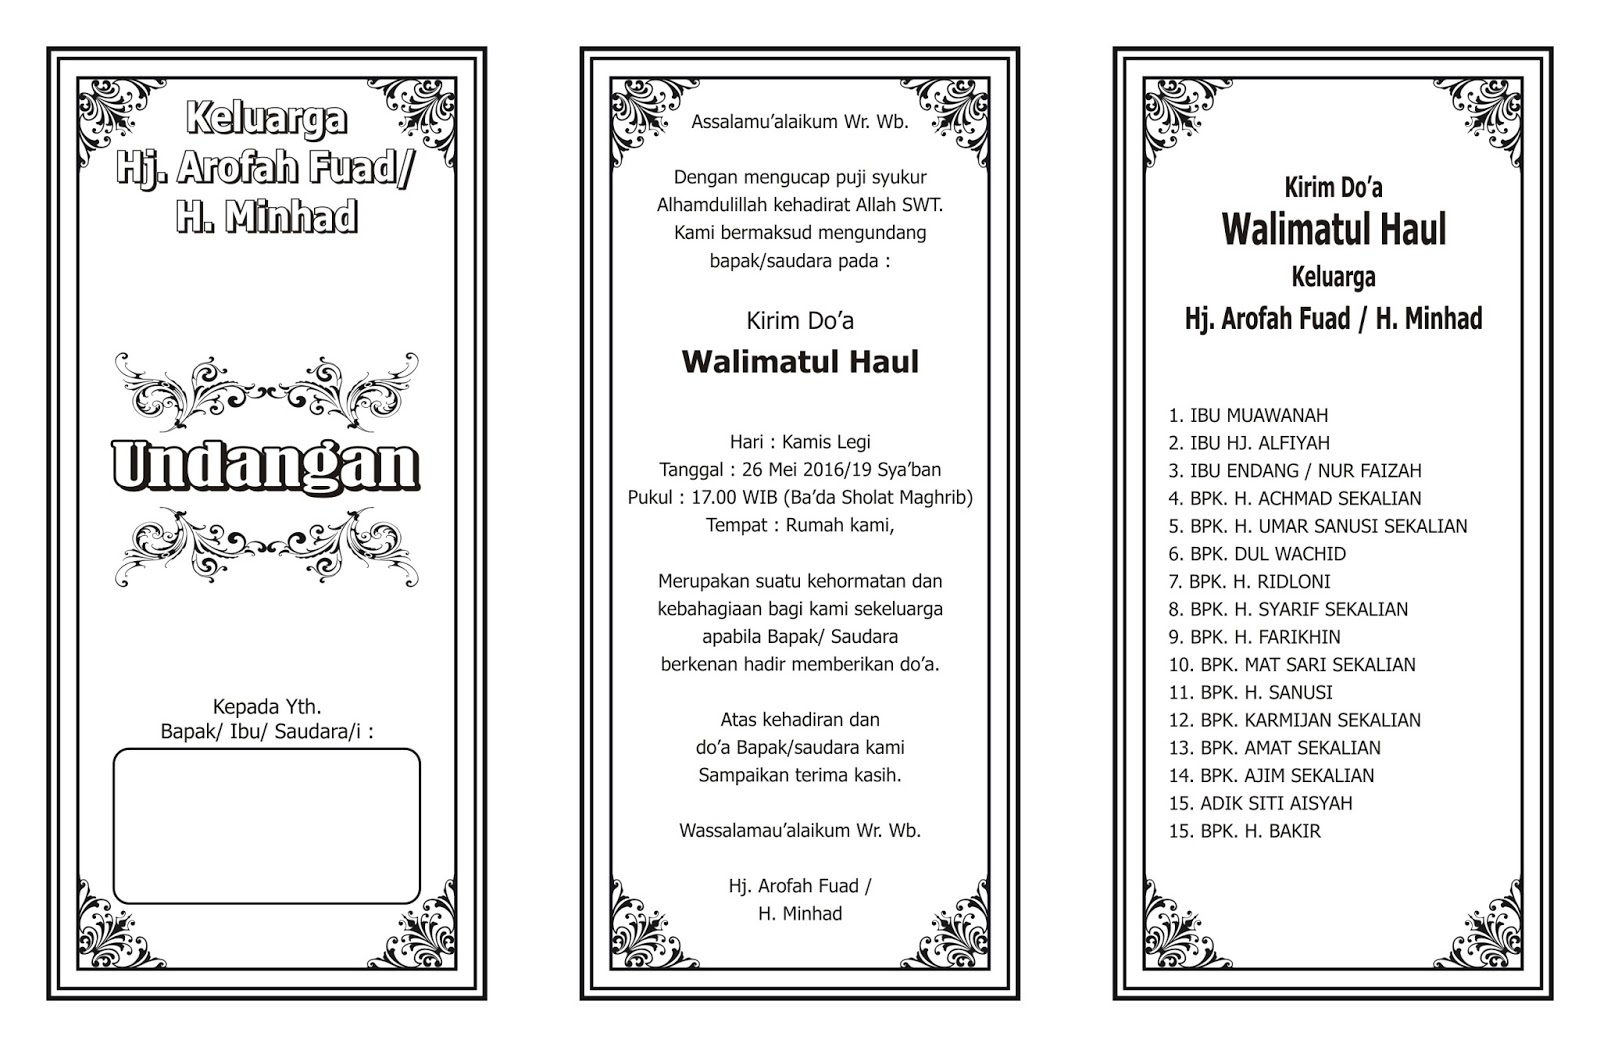 Keluarga
Hj. Arofah Fuad/
H. Minhad
Undangan
Kepada Yth.
Bapak/ Ibu/ Saudara/i :
Assalamu’alaikum Wr. Wb.
Dengan mengucap puji syukur
Alhamdulillah kehadirat Allah SWT.
Kami bermaksud mengundang
bapak/saudara pada :
Kirim Do’a
Walimatul Haul
Hari : Kamis Legi
Tanggal : 26 Mei 2016/19 Sya’ban
Pukul : 17.00 WIB (Ba’da Sholat Maghrib)
Tempat : Rumah kami,
Merupakan suatu kehormatan dan
kebahagiaan bagi kami sekeluarga
apabila Bapak/ Saudara
berkenan hadir memberikan do’a.
Atas kehadiran dan
do’a Bapak/saudara kami
Sampaikan terima kasih.
Wassalamau’alaikum Wr. Wb.
Hj. Arofah Fuad /
H. Minhad
Kirim Do’a
Walimatul Haul
Keluarga
Hj. Arofah Fuad / H. Minhad
1. IBU MUAWANAH
2. IBU HJ. ALFIYAH
3. IBU ENDANG / NUR FAIZAH
4. BPK. H. ACHMAD SEKALIAN
5. BPK. H. UMAR SANUSI SEKALIAN
6. BPK. DUL WACHID
7. BPK. H. RIDLONI
8. BPK. H. SYARIF SEKALIAN
9. BPK. H. FARIKHIN
10. BPK. MAT SARI SEKALIAN
11. BPK. H. SANUSI
12. BPK. KARMIJAN SEKALIAN
13. BPK. AMAT SEKALIAN
14. BPK. AJIM SEKALIAN
15. ADIK SITI AISYAH
15. BPK. H. BAKIR